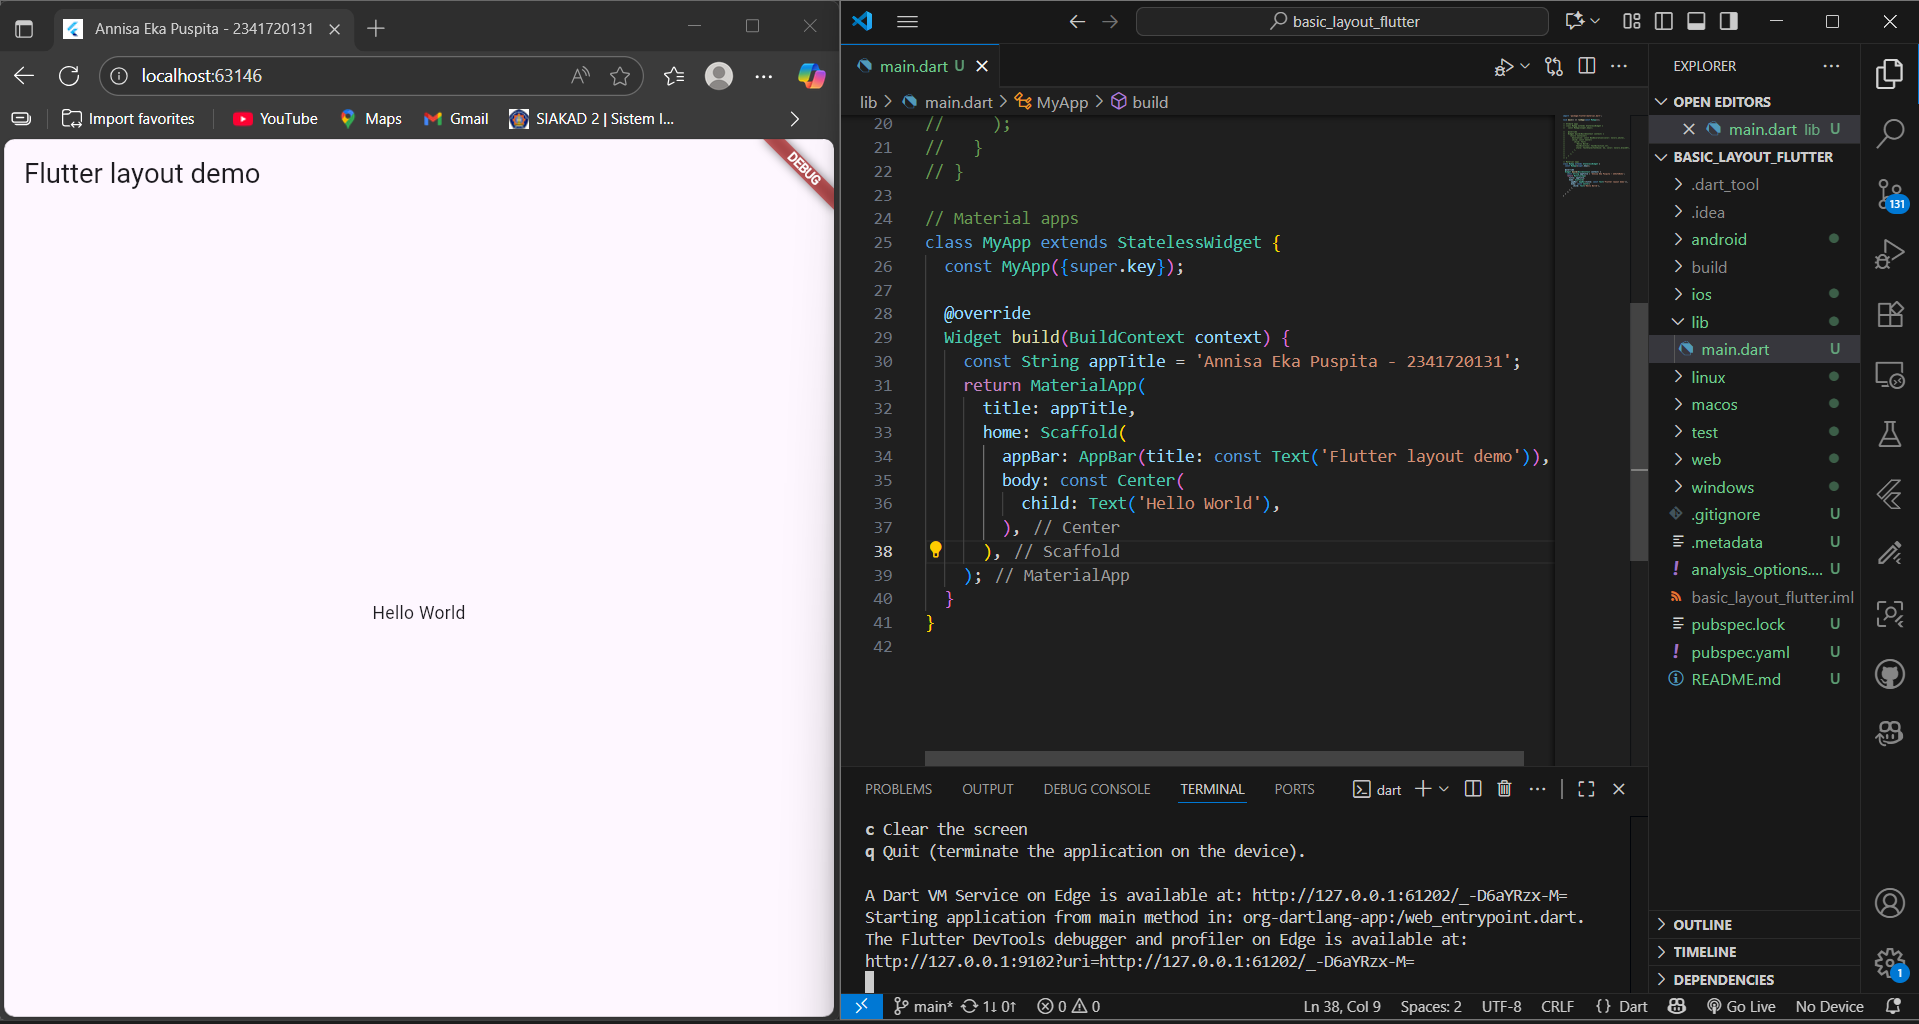 Annisa Eka Puspita - 2341720131
localhost:63146
Import favorites
YouTube
Maps
Gmail
SIAKAD 2 | Sistem I...
Flutter layout demo
DEBUG
Hello World
basic_layout_flutter
main.dart U
lib > main.dart > MyApp > build
20 //     );
21 //   }
22 // }
23
24 // Material apps
25 class MyApp extends StatelessWidget {
26   const MyApp({super.key});
27
28   @override
29   Widget build(BuildContext context) {
30     const String appTitle = 'Annisa Eka Puspita - 2341720131';
31     return MaterialApp(
32       title: appTitle,
33       home: Scaffold(
34         appBar: AppBar(title: const Text('Flutter layout demo')),
35         body: const Center(
36           child: Text('Hello World'),
37         ), // Center
38       ), // Scaffold
39     ); // MaterialApp
40   }
41 }
42
PROBLEMS OUTPUT DEBUG CONSOLE TERMINAL PORTS
dart
c Clear the screen
q Quit (terminate the application on the device).
A Dart VM Service on Edge is available at: http://127.0.0.1:61202/_-D6aYRzx-M=
Starting application from main method in: org-dartlang-app:/web_entrypoint.dart.
The Flutter DevTools debugger and profiler on Edge is available at:
http://127.0.0.1:9102?uri=http://127.0.0.1:61202/_-D6aYRzx-M=
EXPLORER
OPEN EDITORS
main.dart lib U
BASIC_LAYOUT_FLUTTER
.dart_tool
.idea
android
build
ios
lib
main.dart U
linux
macos
test
web
windows
.gitignore U
.metadata U
analysis_options.... U
basic_layout_flutter.iml
pubspec.lock U
pubspec.yaml U
README.md U
OUTLINE
TIMELINE
DEPENDENCIES
131
1
main* 1↓ 0↑ 0 0
Ln 38, Col 9 Spaces: 2 UTF-8 CRLF {} Dart Go Live No Device